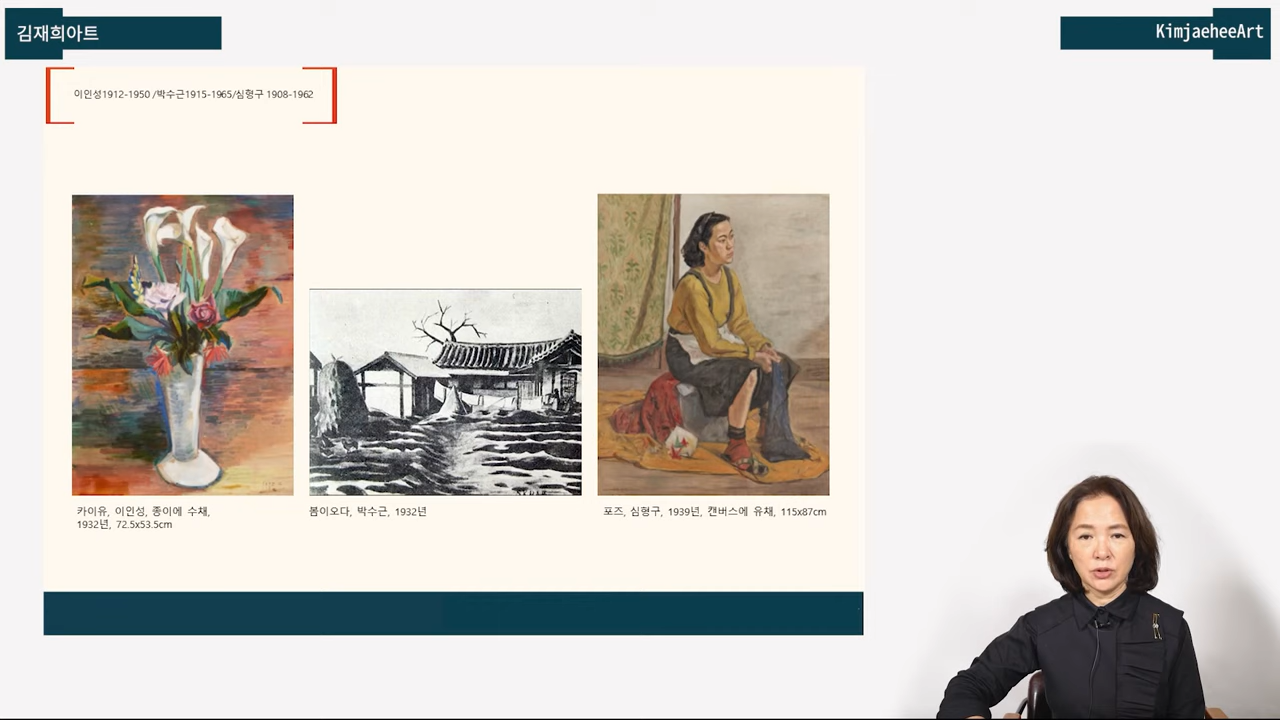 김재희아트
KimjaeheeArt
이인성1912-1950 /박수근1915-1965/심형구 1908-1962
카이유, 이인성, 종이에 수채,
1932년, 72.5x53.5cm
봄이오다, 박수근, 1932년
포즈, 심형구, 1939년, 캔버스에 유채, 115x87cm